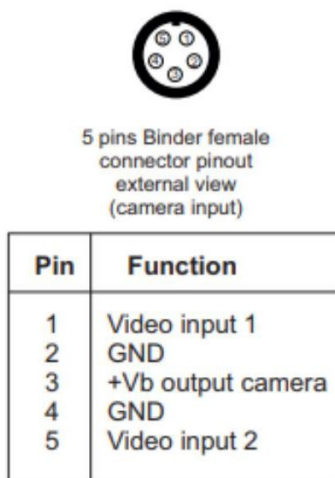 5 1
4 2
3
5 pins Binder female
connector pinout
external view
(camera input)
Pin Function
1 Video input 1
2 GND
3 +Vb output camera
4 GND
5 Video input 2